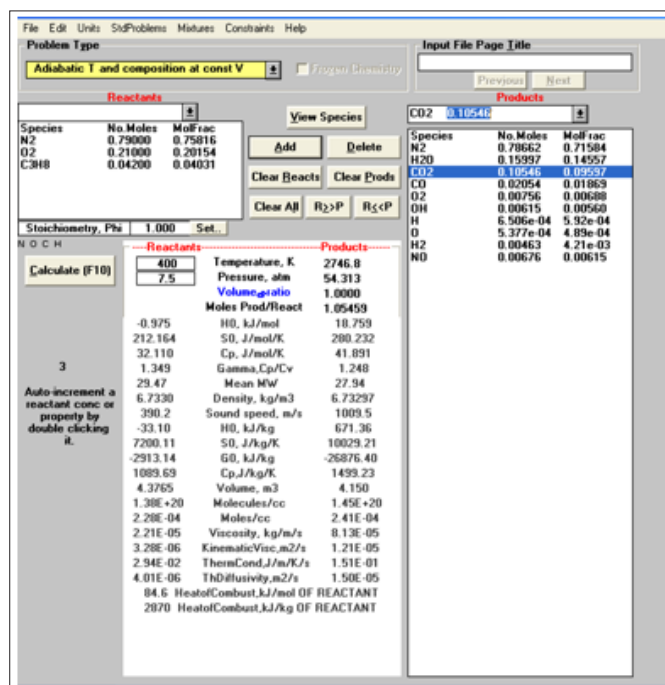 File Edit Units StdProblems Mixtures Constraints Help
Problem Type
Adiabatic T and composition at const V
Frozen Chemistry
Input File Page Title
Previous Next
Reactants
Species No.Moles MolFrac
N2 0.79000 0.75816
O2 0.21000 0.20154
C3H8 0.04200 0.04031
Stoichiometry, Phi 1.000 Set..
View Species
Add Delete
Clear Reacts Clear Prods
Clear All R>>P R<<P
Products
CO2 0.10546
Species No.Moles MolFrac
N2 0.78662 0.71584
H2O 0.15997 0.14557
CO2 0.10546 0.09597
CO 0.02054 0.01869
O2 0.00756 0.00688
OH 0.00615 0.00560
H 6.506e-04 5.92e-04
O 5.377e-04 4.89e-04
H2 0.00463 4.21e-03
NO 0.00676 0.00615
N O C H
Calculate (F10)
3
Auto-increment a
reactant conc or
property by
double clicking
it.
Reactants Products
400 Temperature, K 2746.8
7.5 Pressure, atm 54.313
Volume ratio 1.0000
Moles Prod/React 1.05459
-0.975 H0, kJ/mol 18.759
212.164 S0, J/mol/K 280.232
32.110 Cp, J/mol/K 41.891
1.349 Gamma,Cp/Cv 1.248
29.47 Mean MW 27.94
6.7330 Density, kg/m3 6.73297
390.2 Sound speed, m/s 1009.5
-33.10 H0, kJ/kg 671.36
7200.11 S0, J/kg/K 10029.21
-2913.14 G0, kJ/kg -26876.40
1089.69 Cp,J/kg/K 1499.23
4.3765 Volume, m3 4.150
1.38E+20 Molecules/cc 1.45E+20
2.28E-04 Moles/cc 2.41E-04
2.21E-05 Viscosity, kg/m/s 8.13E-05
3.28E-06 KinematicVisc,m2/s 1.21E-05
2.94E-02 ThermCond,J/m/K/s 1.51E-01
4.01E-06 ThDiffusivity,m2/s 1.50E-05
84.6 HeatofCombust,kJ/mol OF REACTANT
2870 HeatofCombust,kJ/kg OF REACTANT